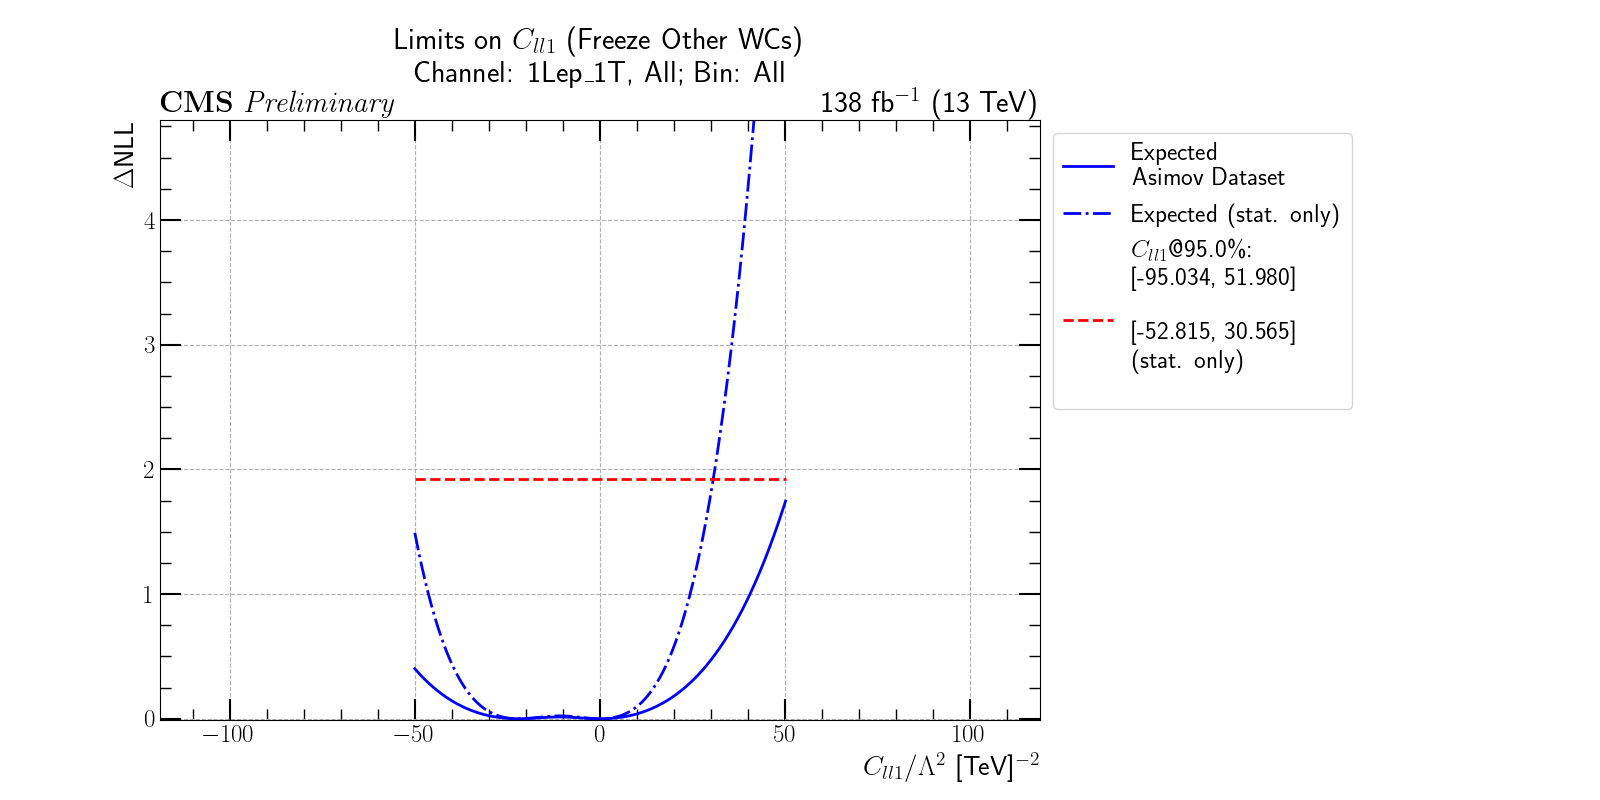 Limits on C_{ll1} (Freeze Other WCs)
Channel: 1Lep_1T, All; Bin: All
CMS Preliminary
138 fb^{−1} (13 TeV)
ΔNLL
4
3
2
1
0
−100
−50
0
50
100
C_{ll1}/Λ^{2} [TeV]^{−2}
Expected
Asimov Dataset
Expected (stat. only)
C_{ll1}@95.0%:
[-95.034, 51.980]
[-52.815, 30.565]
(stat. only)